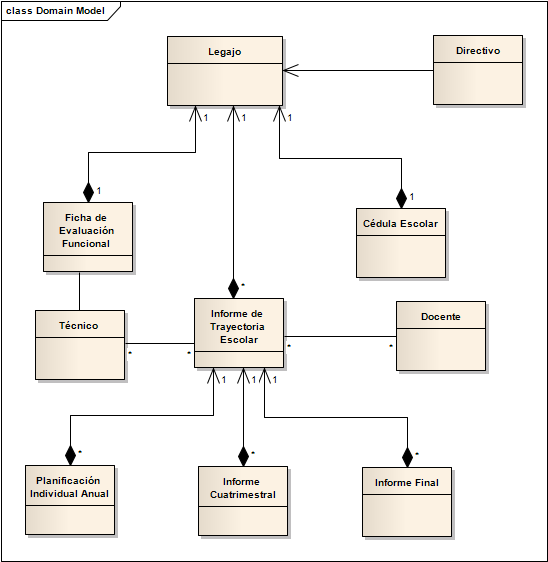 class Domain Model
Legajo
Directivo
1
1
1
1
1
Ficha de
Evaluación
Funcional
Cédula Escolar
*
Técnico
Informe de
Trayectoria
Escolar
Docente
*
*
*
*
1
1
1
*
*
*
Planificación
Individual Anual
Informe
Cuatrimestral
Informe Final